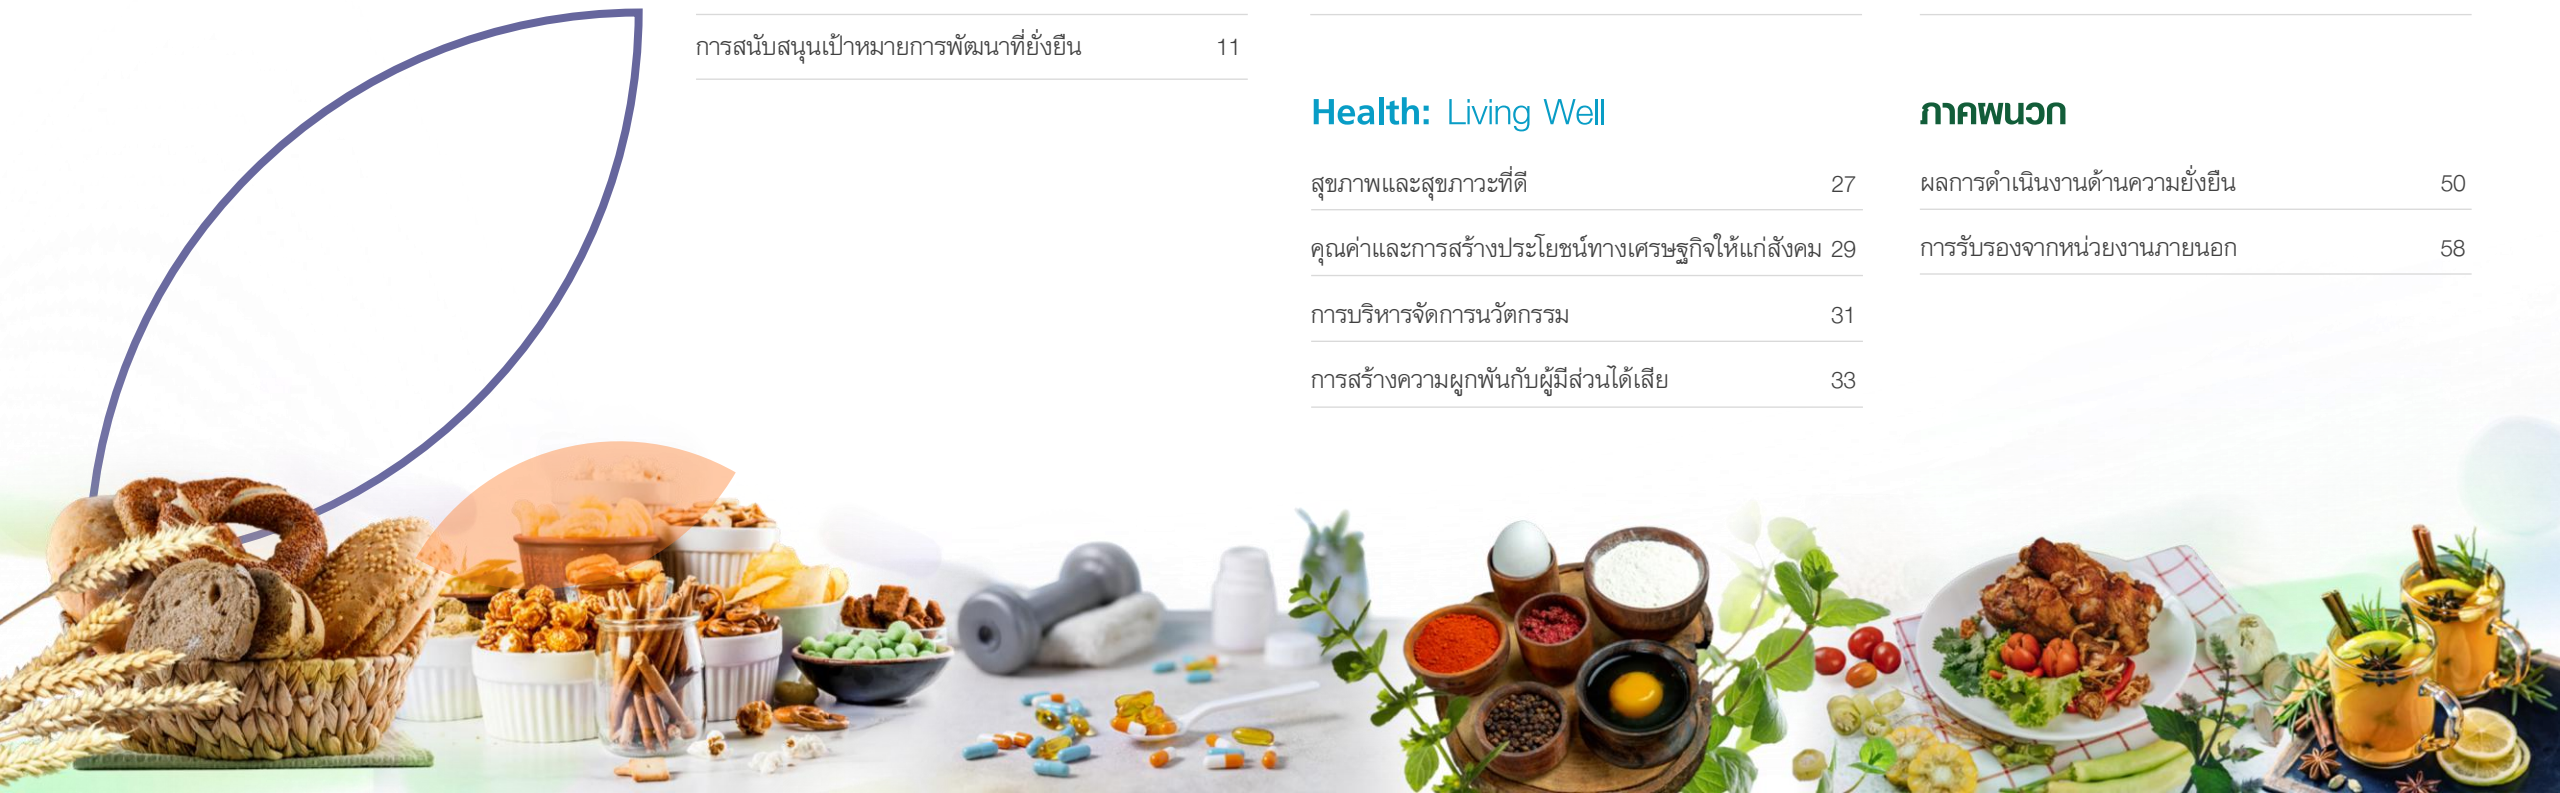 การสนับสนุนเป้าหมายการพัฒนาที่ยั่งยืน 11
Health: Living Well
สุขภาพและสุขภาวะที่ดี 27
คุณค่าและการสร้างประโยชน์ทางเศรษฐกิจให้แก่สังคม 29
การบริหารจัดการนวัตกรรม 31
การสร้างความผูกพันกับผู้มีส่วนได้เสีย 33
ภาคผนวก
ผลการดำเนินงานด้านความยั่งยืน 50
การรับรองจากหน่วยงานภายนอก 58